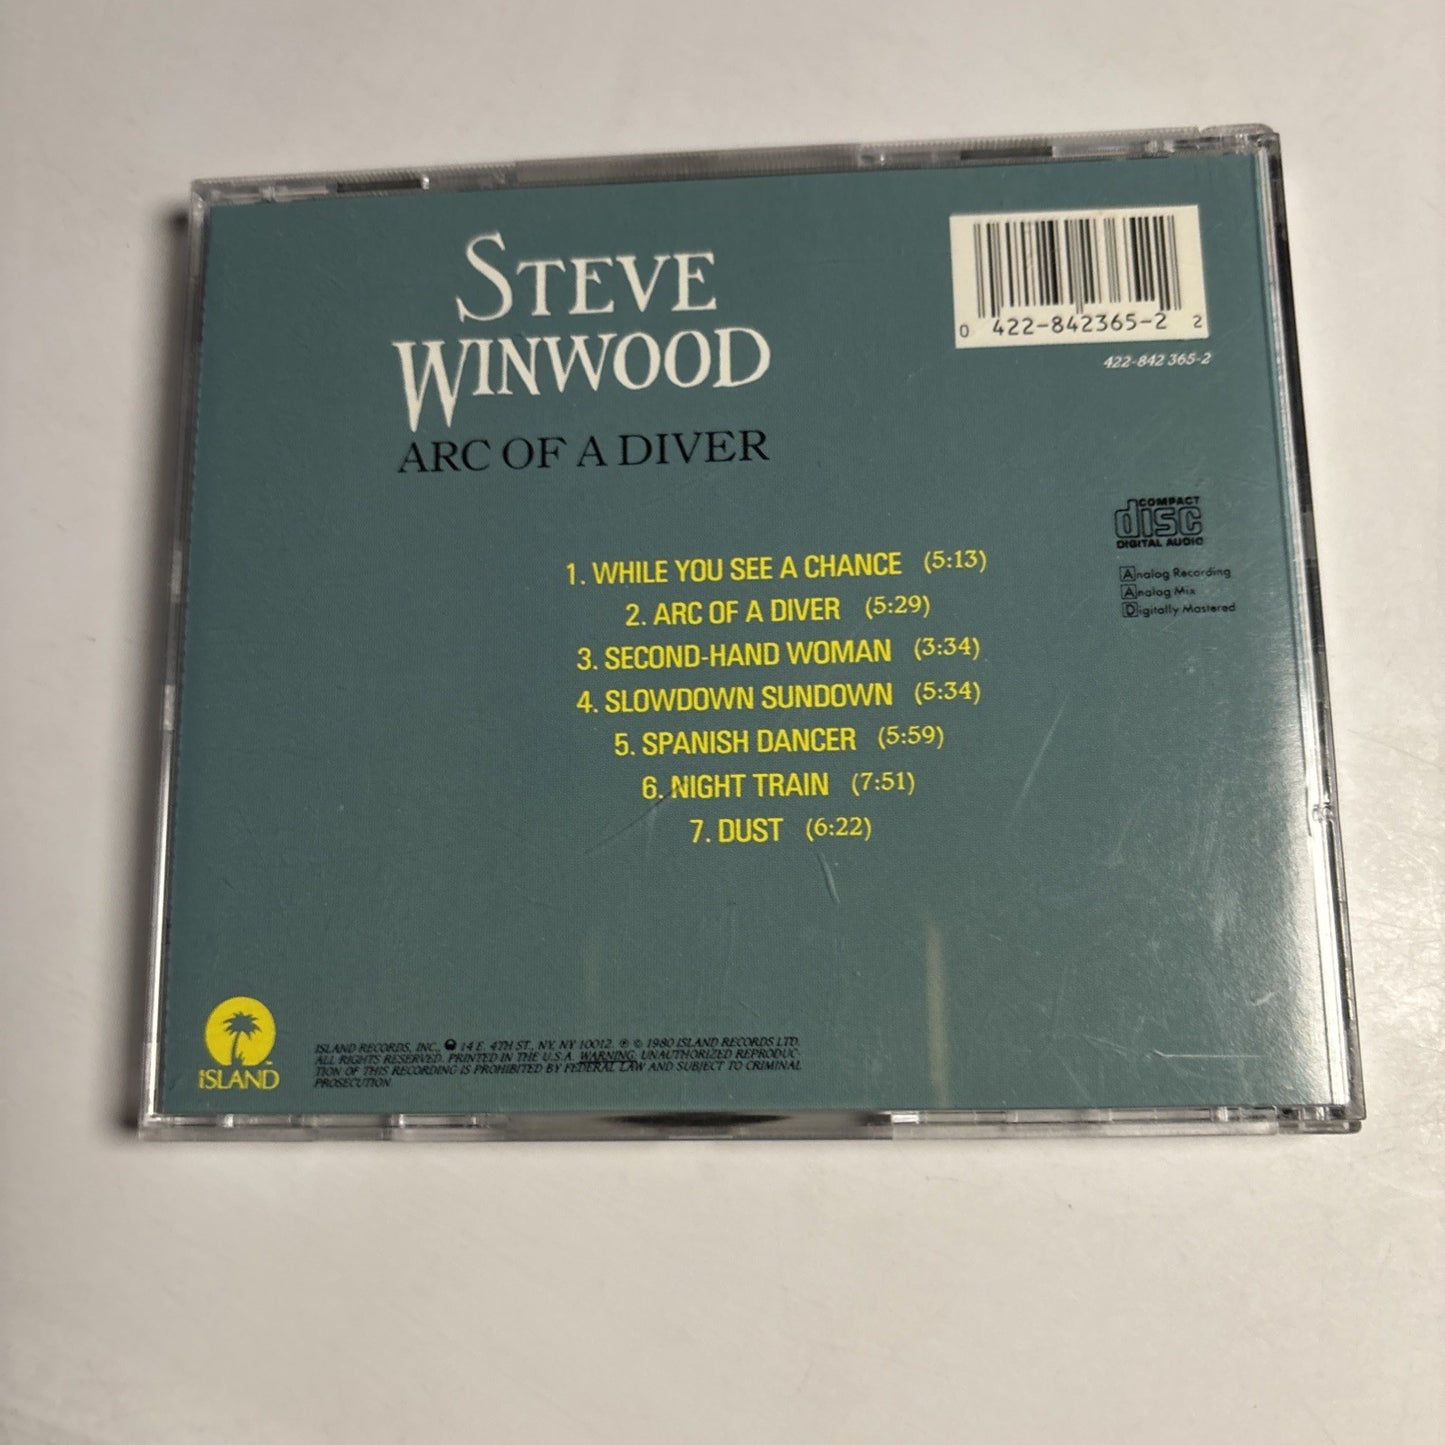 STEVE
WINWOOD
ARC OF A DIVER
0 422-842365-2 2
422-842 365-2
COMPACT
disc
DIGITAL AUDIO
Analog Recording
Analog Mix
Digitally Mastered
1. WHILE YOU SEE A CHANCE (5:13)
2. ARC OF A DIVER (5:29)
3. SECOND-HAND WOMAN (3:34)
4. SLOWDOWN SUNDOWN (5:34)
5. SPANISH DANCER (5:59)
6. NIGHT TRAIN (7:51)
7. DUST (6:22)
ISLAND
ISLAND RECORDS, INC., 14 E. 4TH ST., NY, NY 10012. ℗ © 1980 ISLAND RECORDS LTD.
ALL RIGHTS RESERVED. PRINTED IN THE U.S.A. WARNING: UNAUTHORIZED REPRODUC-
TION OF THIS RECORDING IS PROHIBITED BY FEDERAL LAW AND SUBJECT TO CRIMINAL
PROSECUTION